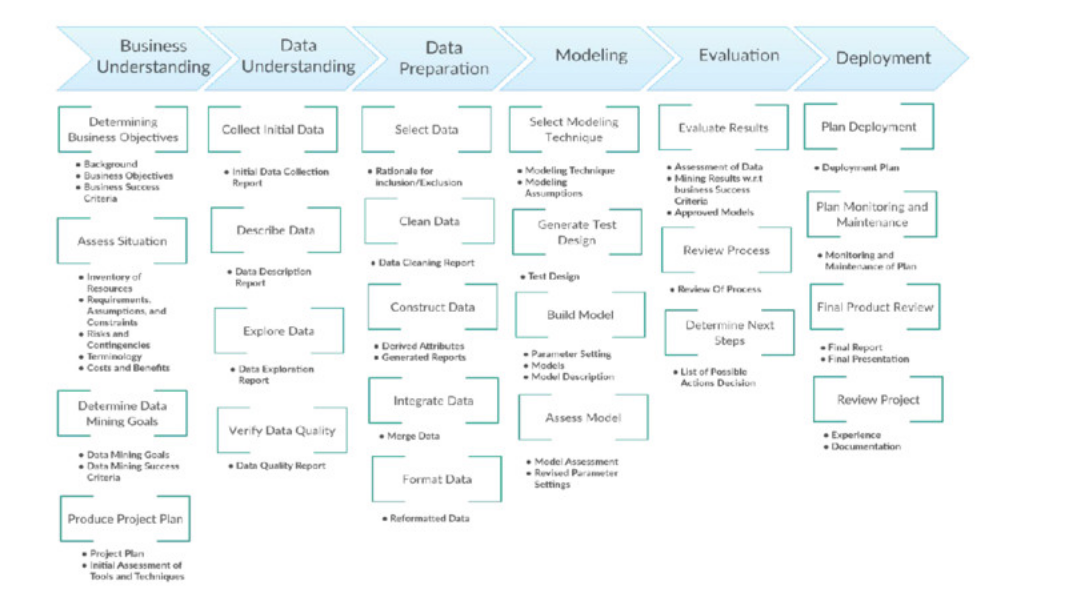 Business
Understanding
Data
Understanding
Data
Preparation
Modeling
Evaluation
Deployment
Determining
Business Objectives
• Background
• Business Objectives
• Business Success
Criteria
Assess Situation
• Inventory of
Resources
• Requirements,
Assumptions, and
Constraints
• Risks and
Contingencies
• Terminology
• Costs and Benefits
Determine Data
Mining Goals
• Data Mining Goals
• Data Mining Success
Criteria
Produce Project Plan
• Project Plan
• Initial Assessment of
Tools and Techniques
Collect Initial Data
• Initial Data Collection
Report
Describe Data
• Data Description
Report
Explore Data
• Data Exploration
Report
Verify Data Quality
• Data Quality Report
Select Data
• Rationale for
inclusion/Exclusion
Clean Data
• Data Cleaning Report
Construct Data
• Derived Attributes
• Generated Reports
Integrate Data
• Merge Data
Format Data
• Reformatted Data
Select Modeling
Technique
• Modeling Technique
• Modeling
Assumptions
Generate Test
Design
• Test Design
Build Model
• Parameter Setting
• Models
• Model Description
Assess Model
• Model Assessment
• Revised Parameter
Settings
Evaluate Results
• Assessment of Data
• Mining Results w.r.t
business Success
Criteria
• Approved Models
Review Process
• Review Of Process
Determine Next
Steps
• List of Possible
Actions Decision
Plan Deployment
• Deployment Plan
Plan Monitoring and
Maintenance
• Monitoring and
Maintenance of Plan
Final Product Review
• Final Report
• Final Presentation
Review Project
• Experience
• Documentation